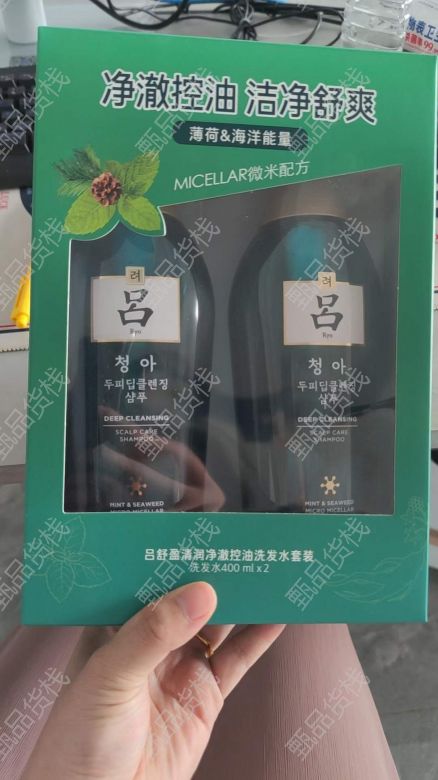 净澈控油 洁净舒爽
薄荷&海洋能量
MICELLAR微米配方
려
呂
Ryo
청아
두피딥클렌징
샴푸
DEEP CLEANSING
SCALP CARE
SHAMPOO
MINT & SEAWEED
MICRO MICELLAR
려
呂
Ryo
청아
두피딥클렌징
샴푸
DEEP CLEANSING
SCALP CARE
SHAMPOO
MINT & SEAWEED
MICRO MICELLAR
吕舒盈清润净澈控油洗发水套装
洗发水400 ml x 2
甄品货栈